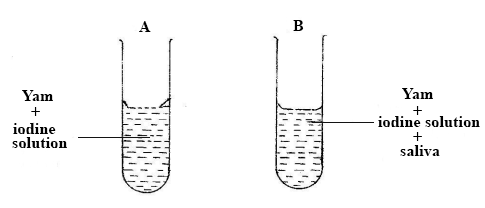 A
Yam
+
iodine
solution
B
Yam
+
iodine solution
+
saliva